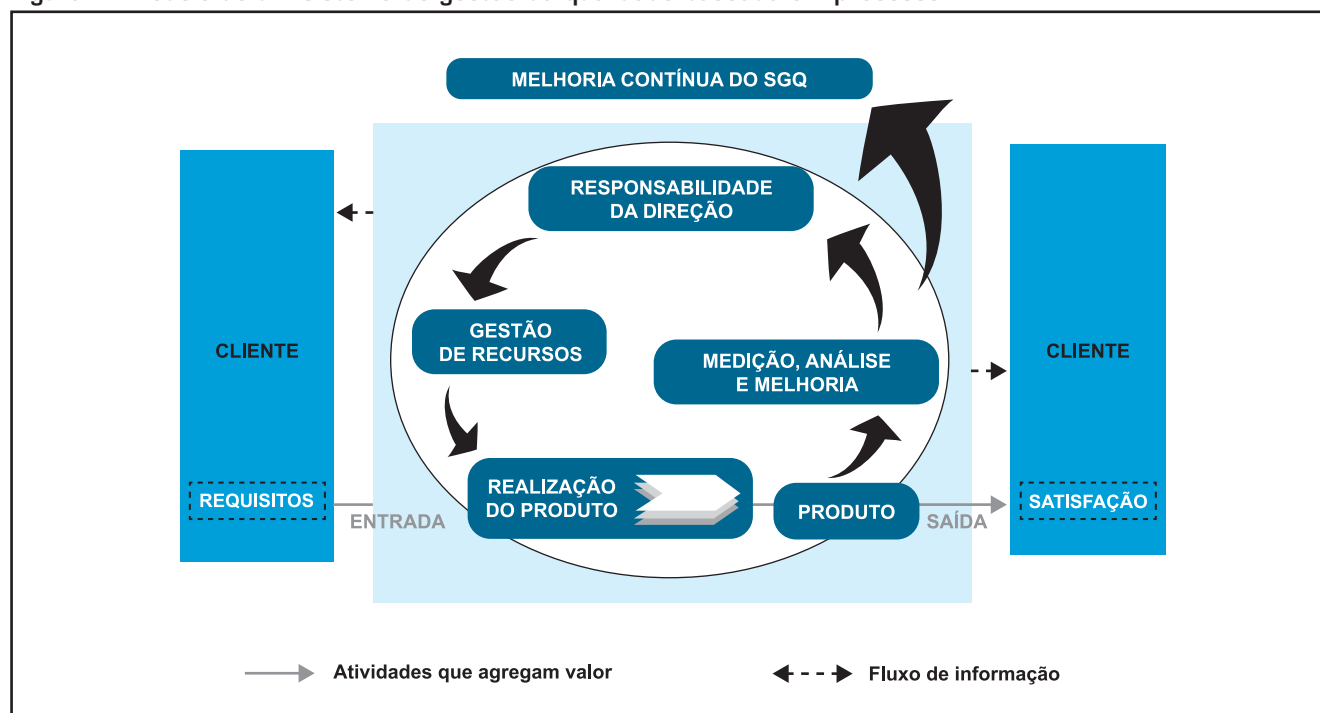 MELHORIA CONTÍNUA DO SGQ
RESPONSABILIDADE
DA DIREÇÃO
GESTÃO
DE RECURSOS
MEDIÇÃO, ANÁLISE
E MELHORIA
CLIENTE
CLIENTE
REALIZAÇÃO
DO PRODUTO
PRODUTO
REQUISITOS
ENTRADA
SAÍDA
SATISFAÇÃO
Atividades que agregam valor
Fluxo de informação